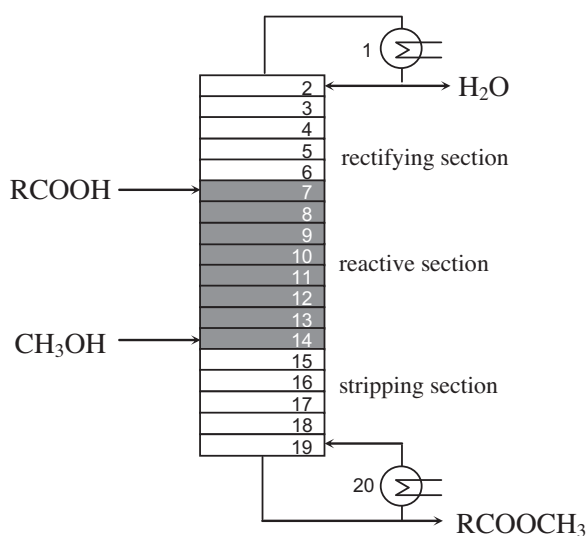 1
2
H₂O
3
4
5
rectifying section
6
RCOOH
7
8
9
10
reactive section
11
12
13
CH₃OH
14
15
16
stripping section
17
18
19
20
RCOOCH₃